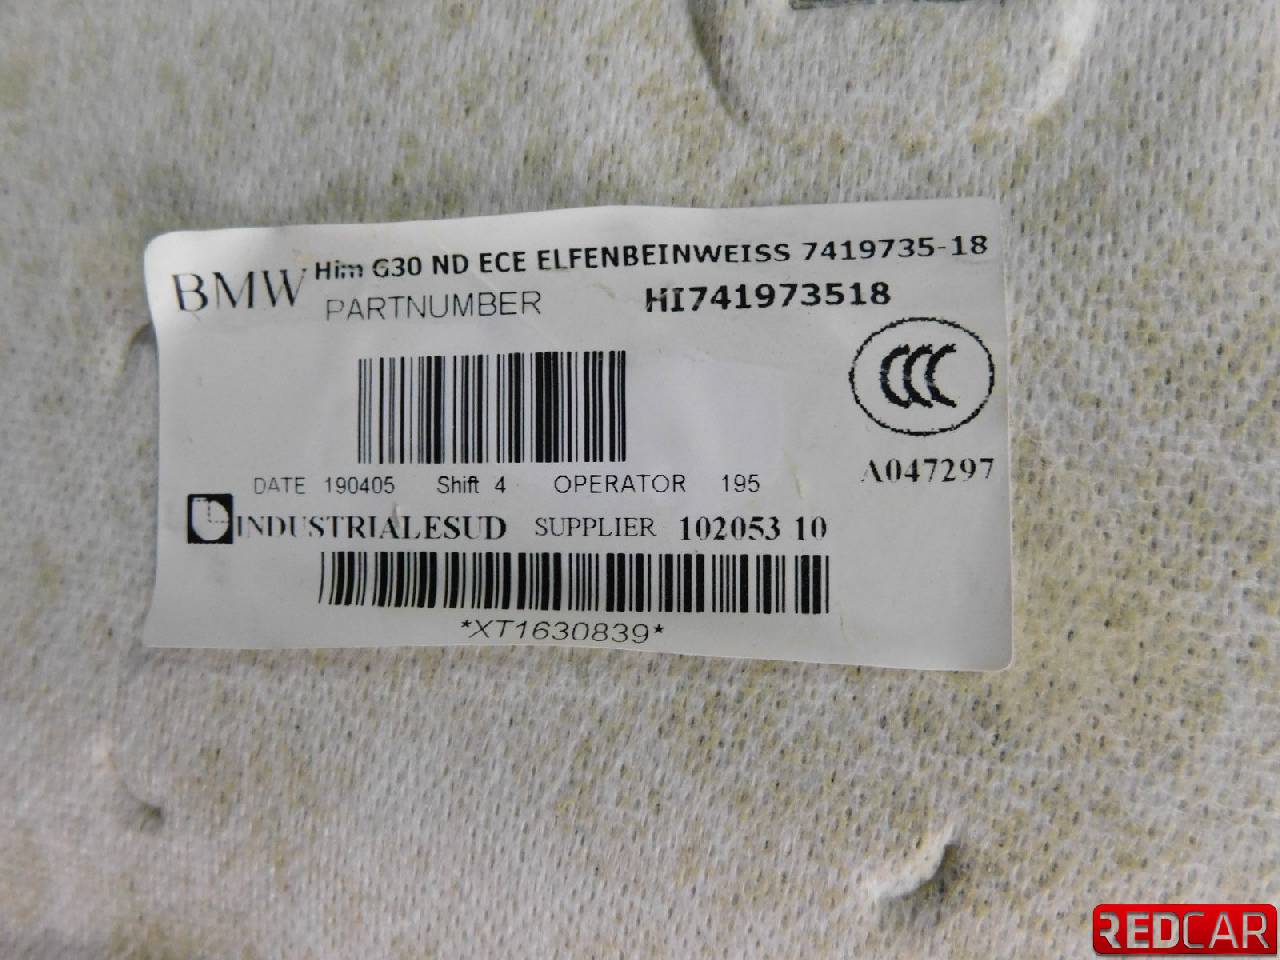 BMW Him G30 ND ECE ELFENBEINWEISS 7419735-18
PARTNUMBER HI741973518
CCC
A047297
DATE 190405 Shift 4 OPERATOR 195
INDUSTRIALESUD SUPPLIER 102053 10
*XT1630839*
REDCAR